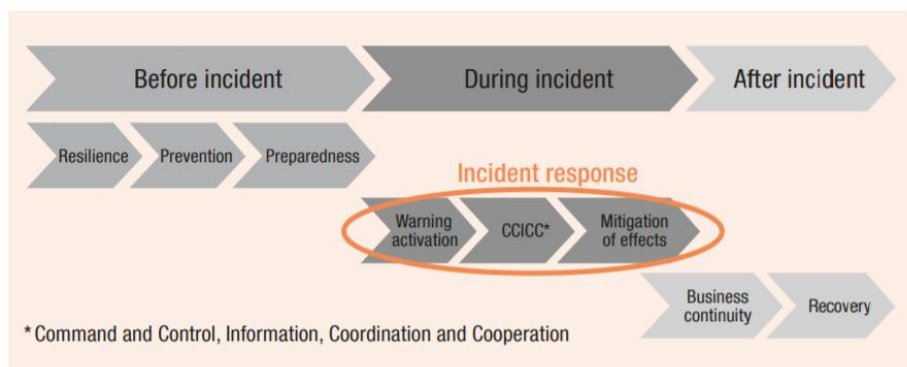 Before incident
During incident
After incident
Resilience
Prevention
Preparedness
Incident response
Warning
activation
CCICC*
Mitigation
of effects
Business
continuity
Recovery
* Command and Control, Information, Coordination and Cooperation